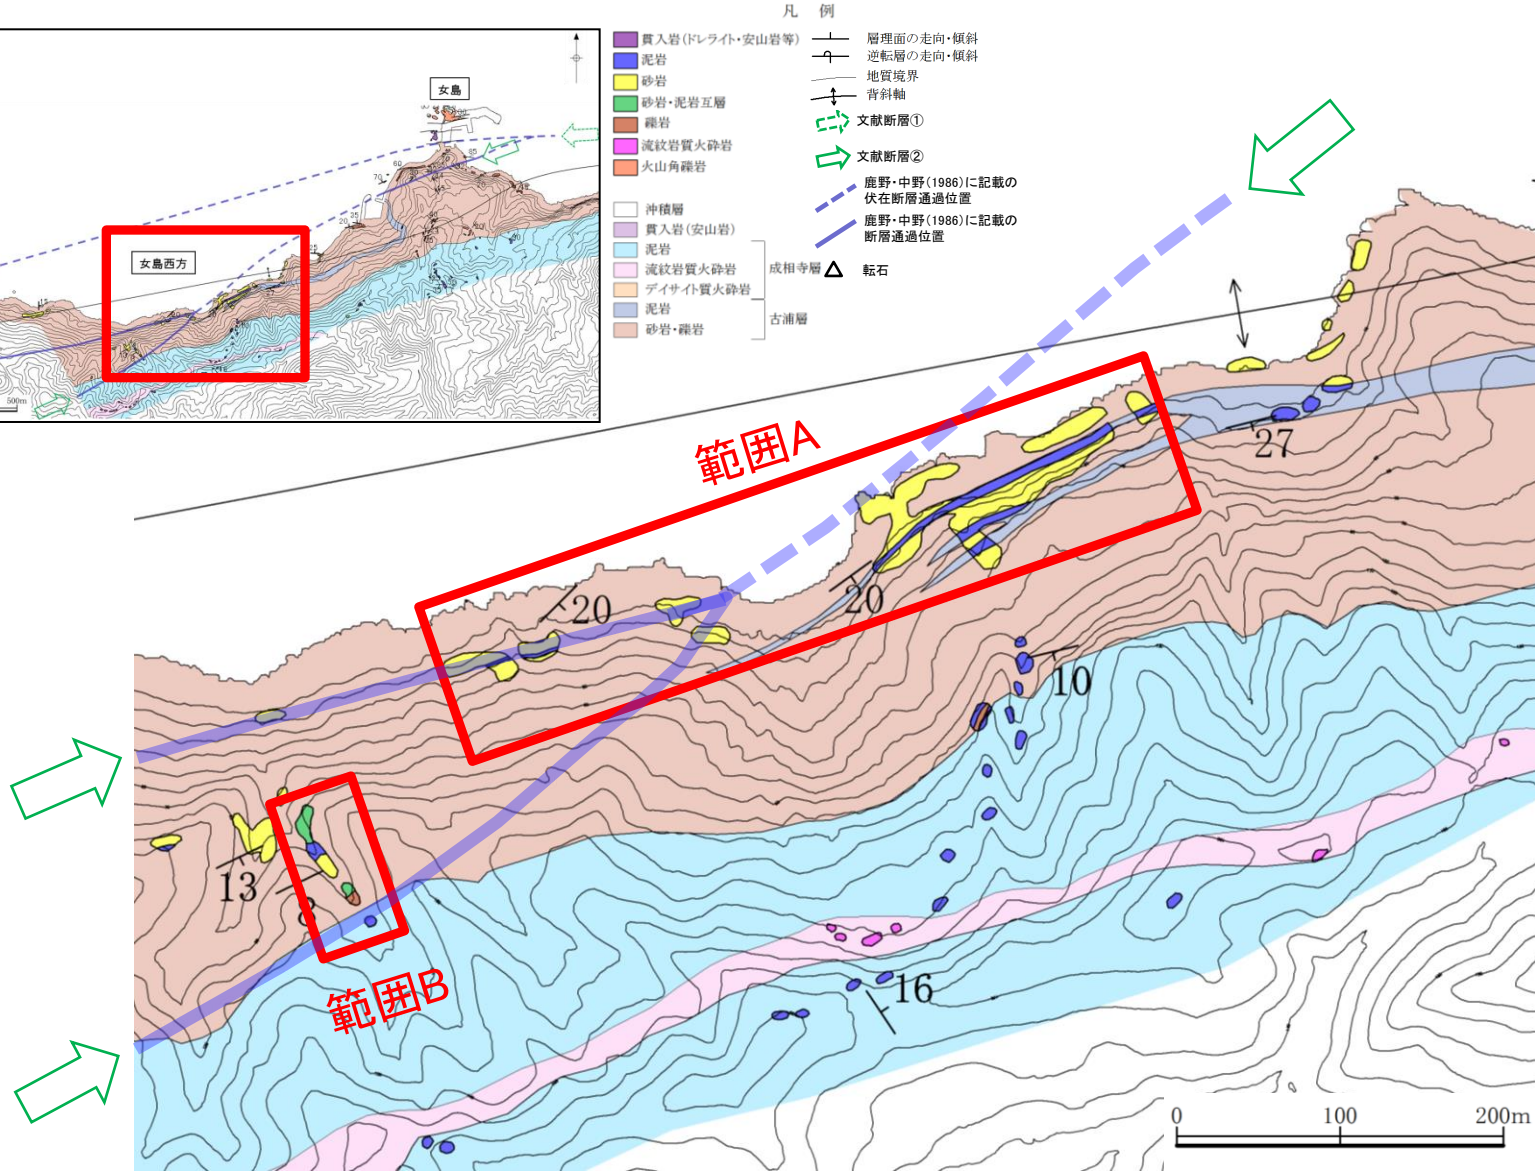 凡 例
貫入岩(ドレライト・安山岩等)
泥岩
砂岩
砂岩・泥岩互層
礫岩
流紋岩質火砕岩
火山角礫岩
沖積層
貫入岩(安山岩)
泥岩
流紋岩質火砕岩
デイサイト質火砕岩
成相寺層
泥岩
砂岩・礫岩
古浦層
層理面の走向・傾斜
逆転層の走向・傾斜
地質境界
背斜軸
文献断層①
文献断層②
鹿野・中野(1986)に記載の
伏在断層通過位置
鹿野・中野(1986)に記載の
断層通過位置
転石
女島
女島西方
500m
範囲A
27
20
20
10
13
8
範囲B
16
0 100 200m